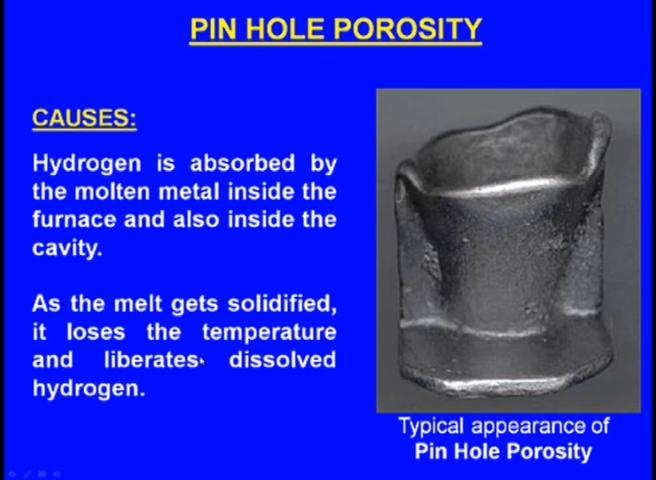 PIN HOLE POROSITY
CAUSES:
Hydrogen is absorbed by
the molten metal inside the
furnace and also inside the
cavity.
As the melt gets solidified,
it loses the temperature
and liberates dissolved
hydrogen.
Typical appearance of
Pin Hole Porosity